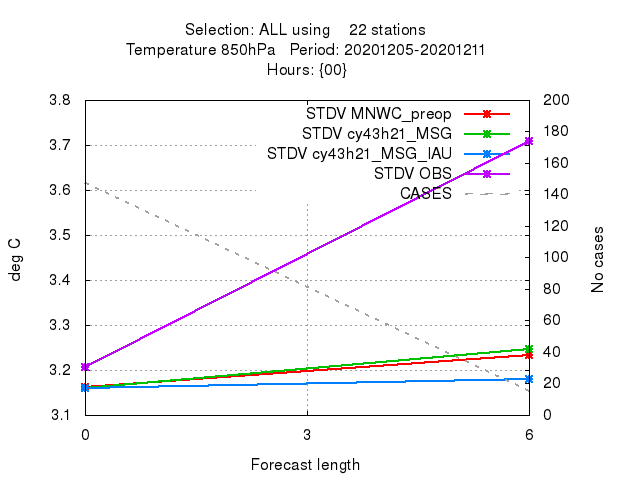 Selection: ALL using    22 stations
Temperature 850hPa   Period: 20201205-20201211
Hours: {00}
STDV MNWC_preop
STDV cy43h21_MSG
STDV cy43h21_MSG_IAU
STDV OBS
CASES
3.8
3.7
3.6
3.5
3.4
3.3
3.2
3.1
deg C
200
180
160
140
120
100
80
60
40
20
0
No cases
0 3 6
Forecast length